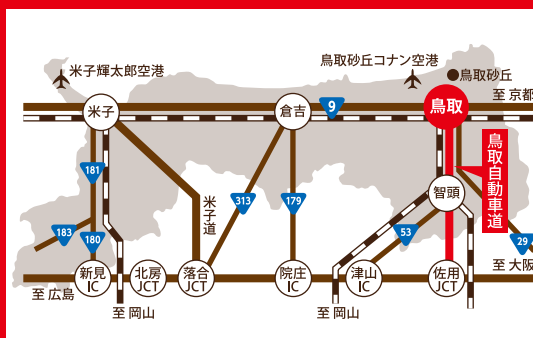 米子輝太郎空港
鳥取砂丘コナン空港
鳥取砂丘
至 京都
米子
倉吉
9
鳥取
鳥取自動車道
181
智頭
米子道
313
179
183
180
53
29
至 大阪
新見
IC
北房
JCT
落合
JCT
院庄
IC
津山
IC
佐用
JCT
至 広島
至 岡山
至 岡山